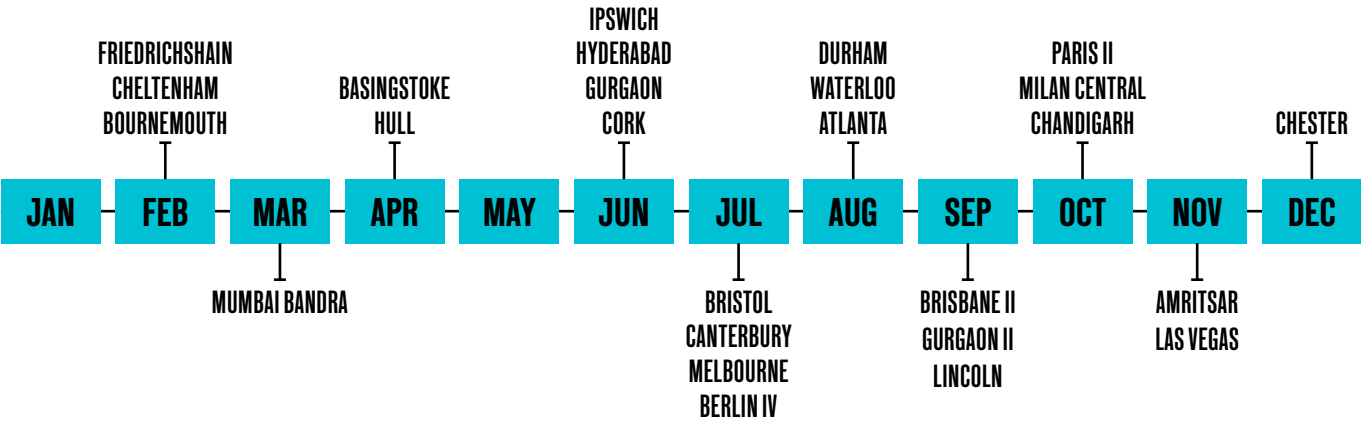 FRIEDRICHSHAIN
CHELTENHAM
BOURNEMOUTH
BASINGSTOKE
HULL
IPSWICH
HYDERABAD
GURGAON
CORK
DURHAM
WATERLOO
ATLANTA
PARIS II
MILAN CENTRAL
CHANDIGARH
CHESTER
JAN
FEB
MAR
APR
MAY
JUN
JUL
AUG
SEP
OCT
NOV
DEC
MUMBAI BANDRA
BRISTOL
CANTERBURY
MELBOURNE
BERLIN IV
BRISBANE II
GURGAON II
LINCOLN
AMRITSAR
LAS VEGAS